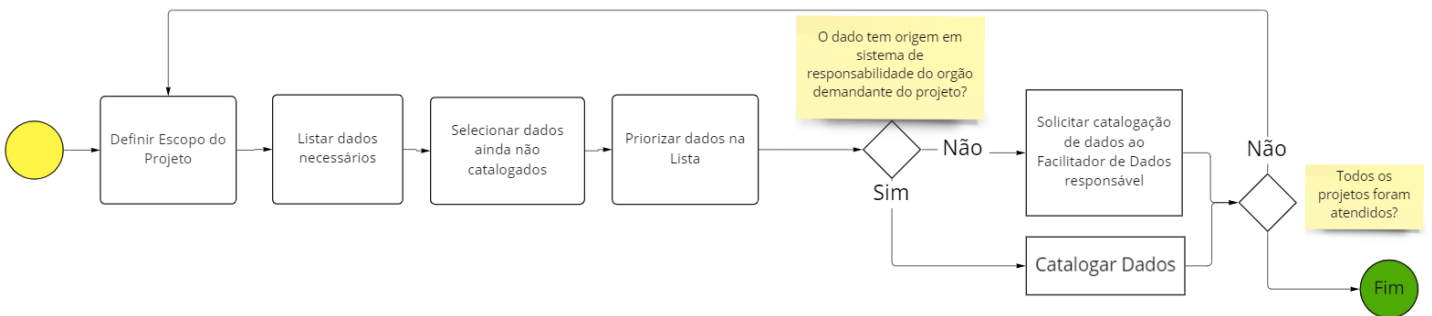 Definir Escopo do
Projeto
Listar dados
necessários
Selecionar dados
ainda não
catalogados
Priorizar dados na
Lista
O dado tem origem em
sistema de
responsabilidade do orgão
demandante do projeto?
Não
Sim
Solicitar catalogação
de dados ao
Facilitador de Dados
responsável
Catalogar Dados
Não
Todos os
projetos foram
atendidos?
Fim